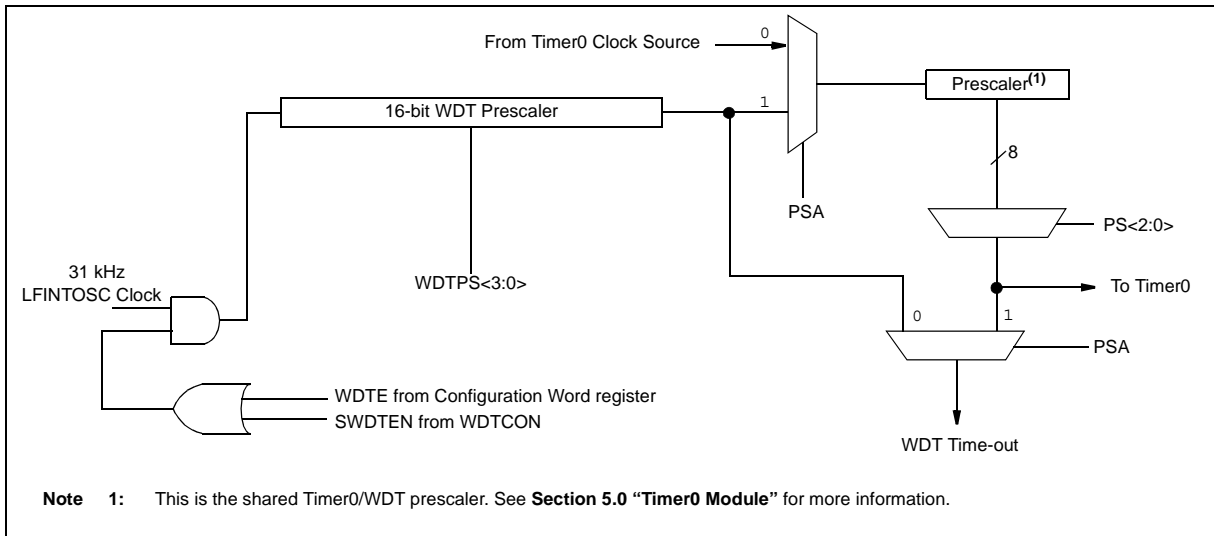 From Timer0 Clock Source
0
1
16-bit WDT Prescaler
Prescaler(1)
8
PSA
PS<2:0>
31 kHz
LFINTOSC Clock
WDTPS<3:0>
To Timer0
0
1
PSA
WDTE from Configuration Word register
SWDTEN from WDTCON
WDT Time-out
Note 1: This is the shared Timer0/WDT prescaler. See Section 5.0 “Timer0 Module” for more information.